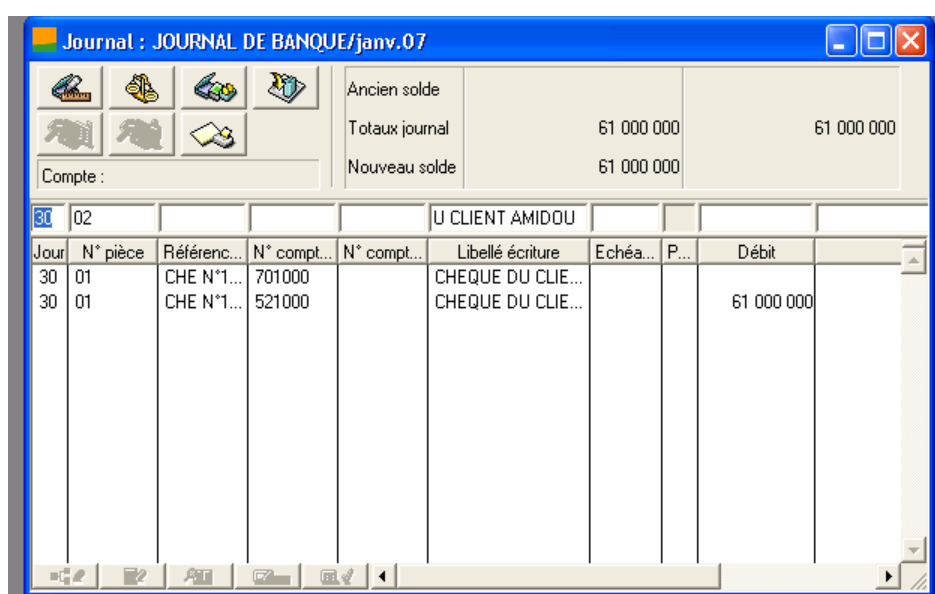 Journal : JOURNAL DE BANQUE/janv.07
Ancien solde
Totaux journal 61 000 000 61 000 000
Nouveau solde 61 000 000
Compte :
30 02 U CLIENT AMIDOU
Jour N° pièce Référenc... N° compt... N° compt... Libellé écriture Echéa... P... Débit
30 01 CHE N°1... 701000 CHEQUE DU CLIE...
30 01 CHE N°1... 521000 CHEQUE DU CLIE... 61 000 000